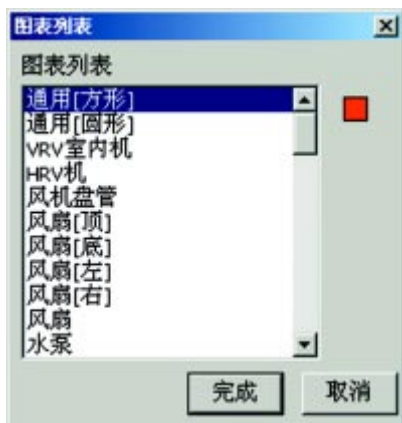 图表列表
图表列表
通用[方形]
通用[圆形]
VRV室内机
HRV机
风机盘管
风扇[顶]
风扇[底]
风扇[左]
风扇[右]
风扇
水泵
完成 取消